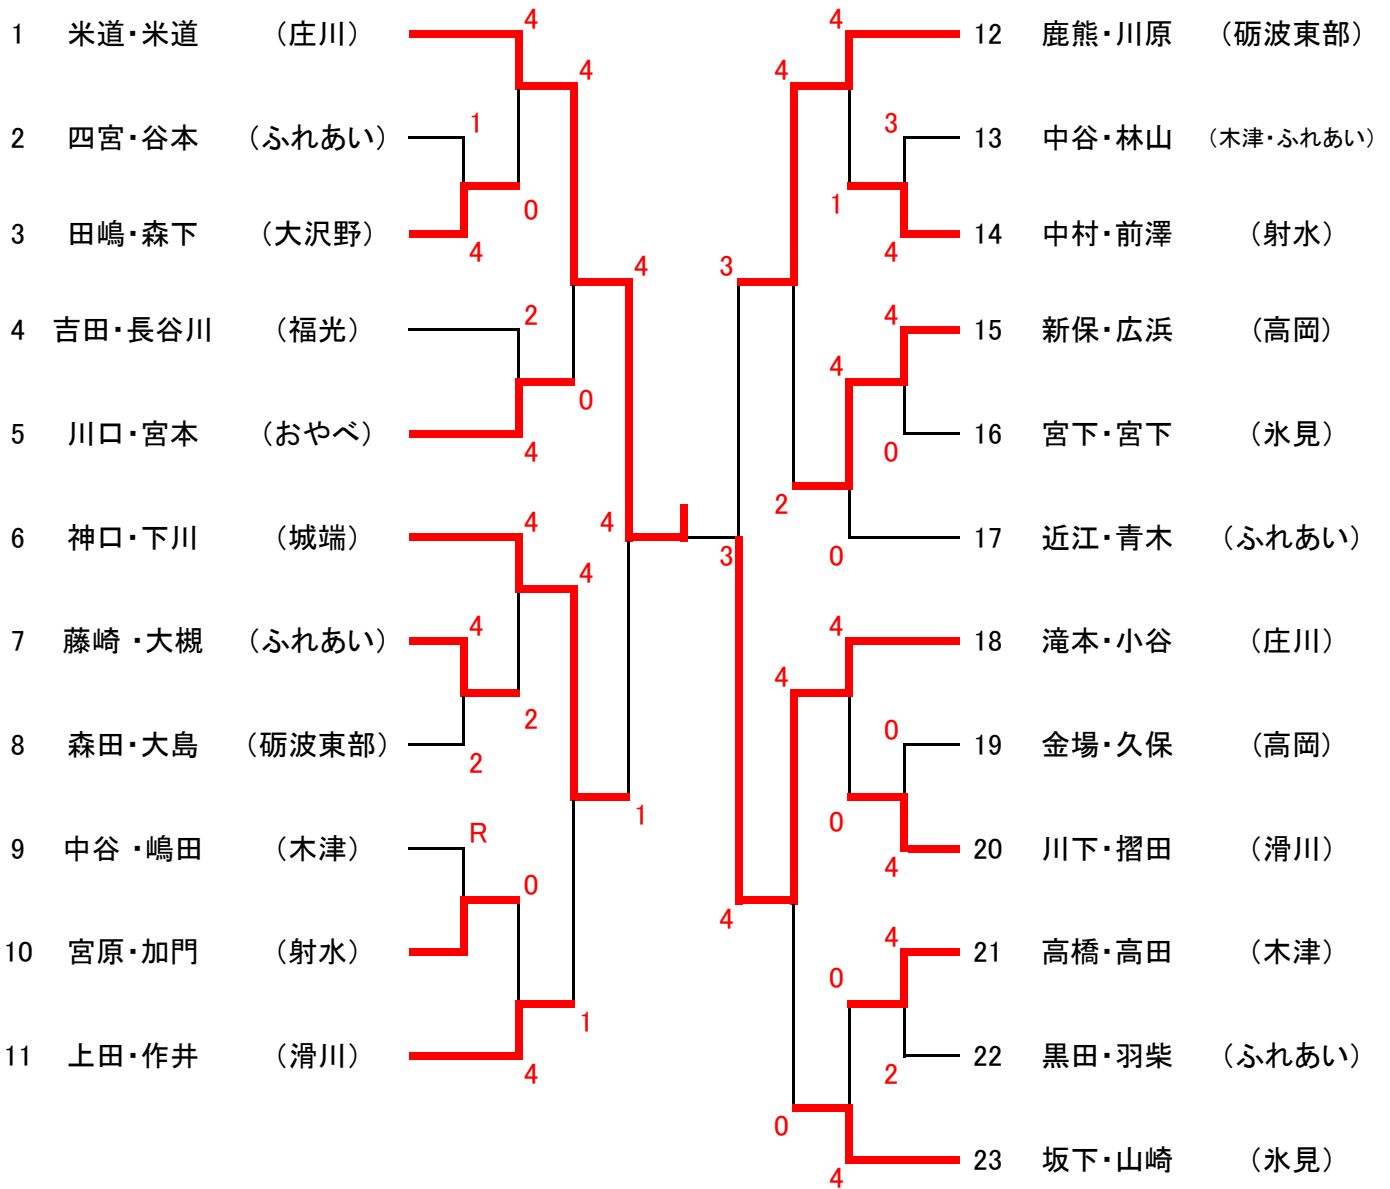 4 4
1 米道・米道 （庄川） 12 鹿熊・川原 （砺波東部）
4 4
1 3
2 四宮・谷本 （ふれあい） 13 中谷・林山 （木津・ふれあい）
0 1
3 田嶋・森下 （大沢野） 14 中村・前澤 （射水）
4 4
4 3
2 4
4 吉田・長谷川 （福光） 15 新保・広浜 （高岡）
4
0
5 川口・宮本 （おやべ） 16 宮下・宮下 （氷見）
4 0
2
4 4
6 神口・下川 （城端） 17 近江・青木 （ふれあい）
3 0
4
4 4
7 藤崎 ・大槻 （ふれあい） 18 滝本・小谷 （庄川）
4
2 0
8 森田・大島 （砺波東部） 19 金場・久保 （高岡）
2
1 0
R
9 中谷 ・嶋田 （木津） 20 川下・摺田 （滑川）
4
0
4
4
10 宮原・加門 （射水） 21 高橋・高田 （木津）
0
1
11 上田・作井 （滑川） 22 黒田・羽柴 （ふれあい）
4 2
0
23 坂下・山崎 （氷見）
4